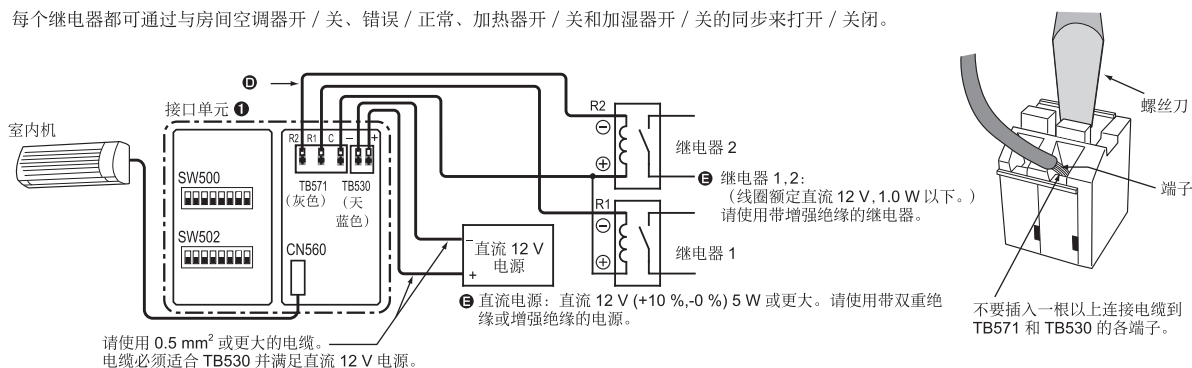 每个继电器都可通过与房间空调器开 / 关、错误 / 正常、加热器开 / 关和加湿器开 / 关的同步来打开 / 关闭。
D
接口单元 1
室内机
R2 R1 C − +
TB571
(灰色)
TB530
(天
蓝色)
SW500
SW502
CN560
R2
−
+
继电器 2
R1
−
+
继电器 1
− 直流 12 V
电源
+
E 继电器 1,2:
(线圈额定直流 12 V, 1.0 W 以下。)
请使用带增强绝缘的继电器。
E 直流电源: 直流 12 V (+10 %,-0 %) 5 W 或更大。请使用带双重绝
缘或增强绝缘的电源。
请使用 0.5 mm² 或更大的电缆。
电缆必须适合 TB530 并满足直流 12 V 电源。
螺丝刀
端子
不要插入一根以上连接电缆到
TB571 和 TB530 的各端子。